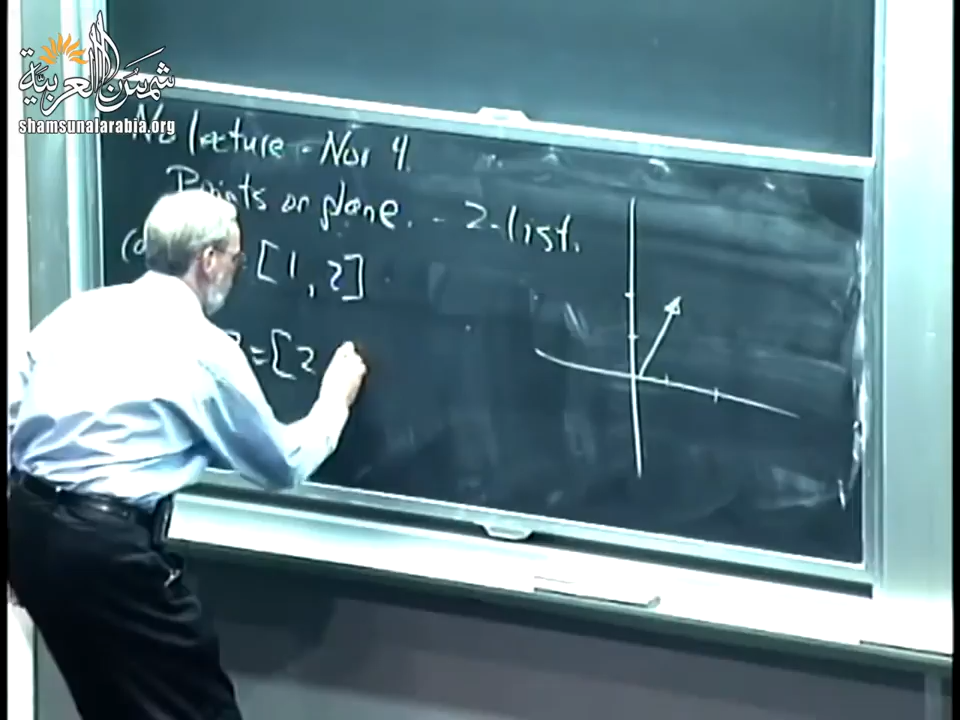 شمس العربية
shamsunalarabia.org
No lecture - Nov 4.
Points on plane. - 2-list.
[1, 2]
= [2